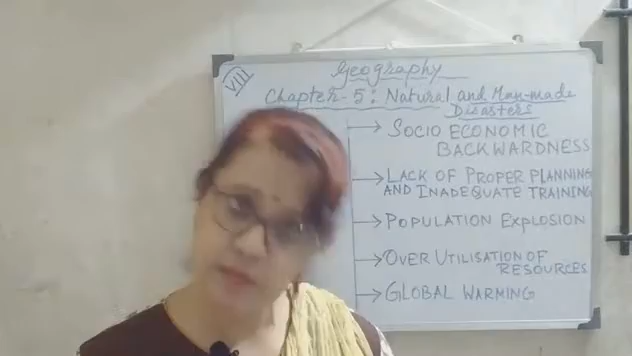 VIII
Geography
Chapter-5: Natural and Man-made
Disasters
→ SOCIO ECONOMIC
BACKWARDNESS
→ LACK OF PROPER PLANNING
AND INADEQUATE TRAINING
→ POPULATION EXPLOSION
→ OVER UTILISATION OF
RESOURCES
→ GLOBAL WARMING